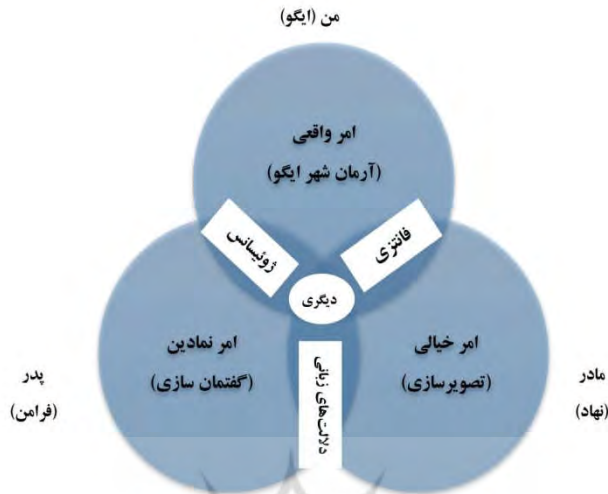 من (ایگو)
امر واقعی
(آرمان شهر ایگو)
ژوئیسانس
فانتزی
دیگری
امر نمادین
(گفتمان سازی)
امر خیالی
(تصویرسازی)
دلالت‌های زبانی
پدر
(فرامن)
مادر
(نهاد)